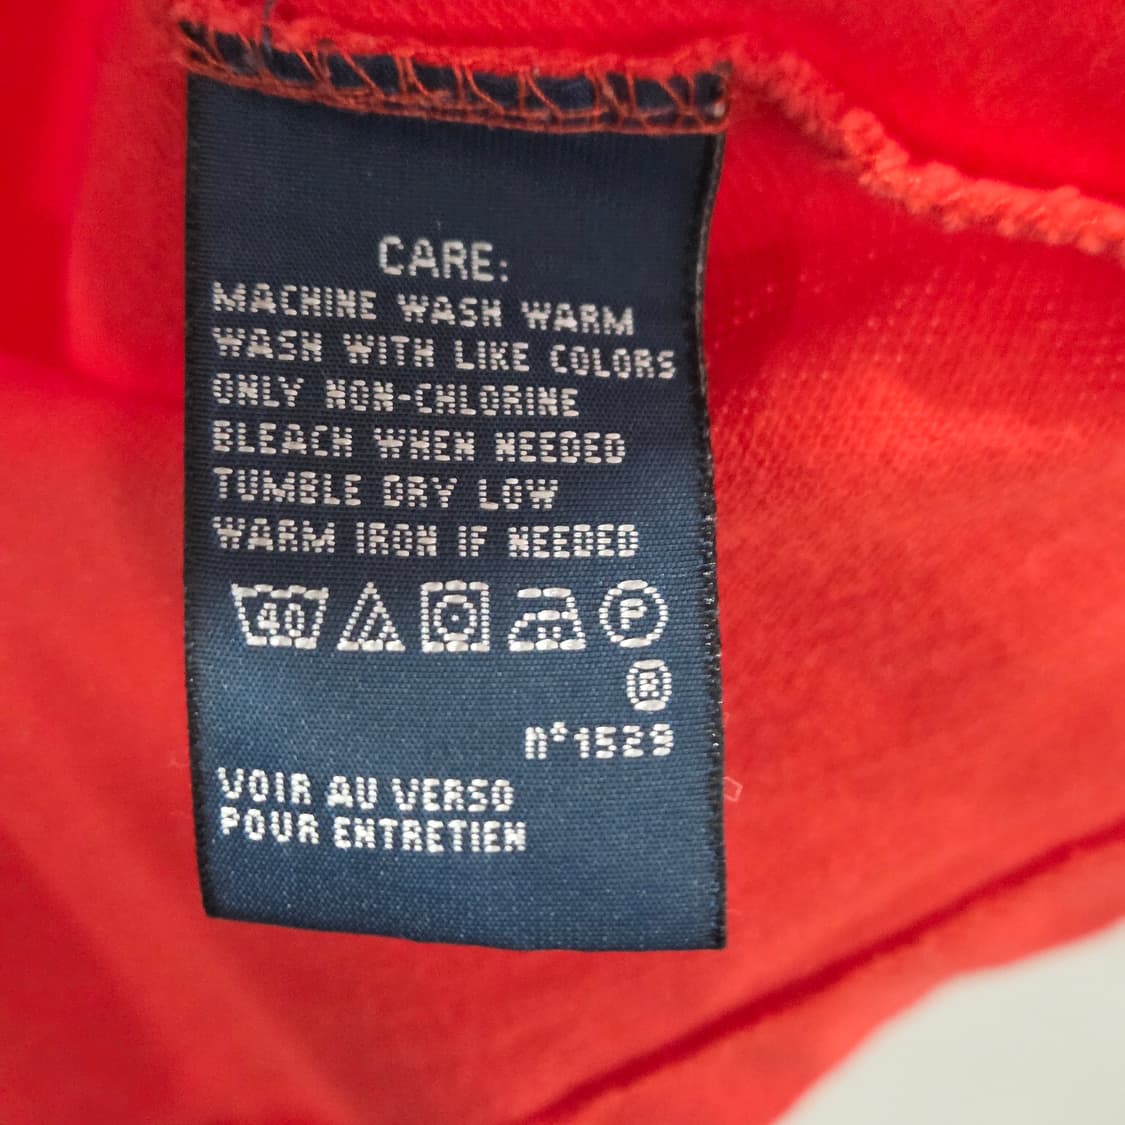 CARE:
MACHINE WASH WARM
WASH WITH LIKE COLORS
ONLY NON-CHLORINE
BLEACH WHEN NEEDED
TUMBLE DRY LOW
WARM IRON IF NEEDED
40 P
®
n°1529
VOIR AU VERSO
POUR ENTRETIEN